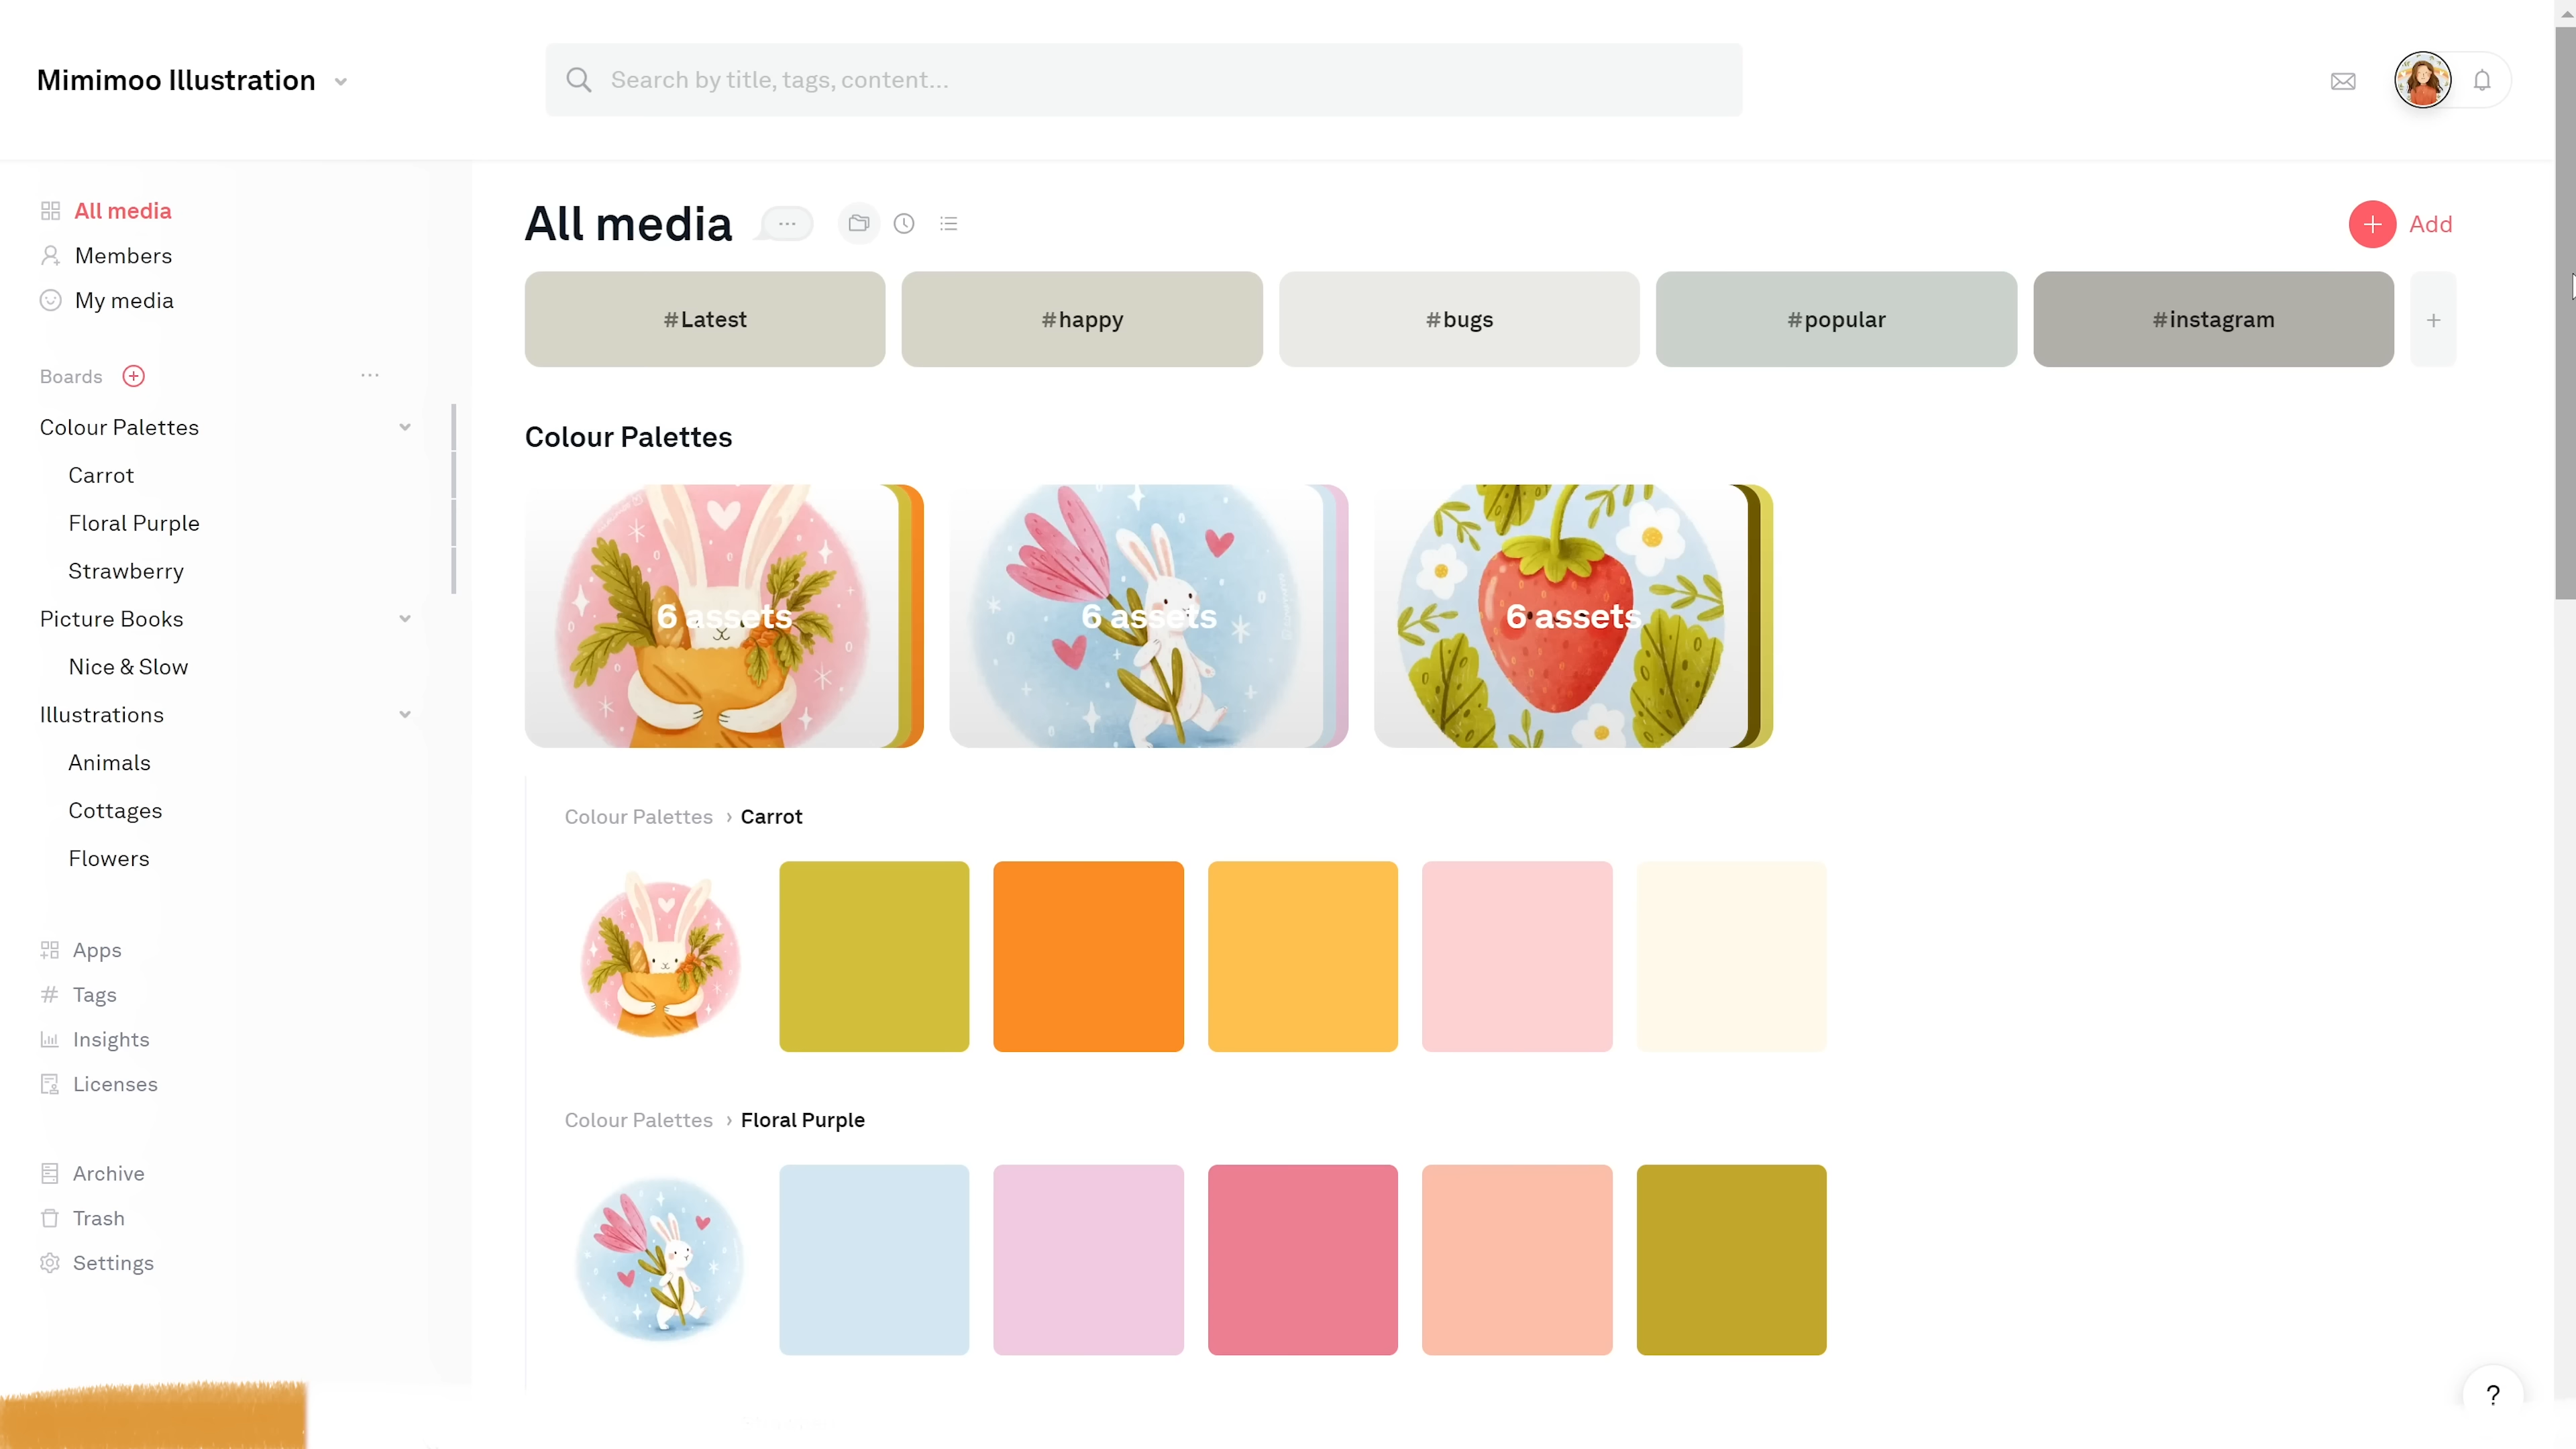 Mimimoo Illustration
Search by title, tags, content...
All media
Members
My media
Boards
Colour Palettes
Carrot
Floral Purple
Strawberry
Picture Books
Nice & Slow
Illustrations
Animals
Cottages
Flowers
Apps
Tags
Insights
Licenses
Archive
Trash
Settings
All media
Add
#Latest
#happy
#bugs
#popular
#instagram
Colour Palettes
6 assets
6 assets
6 assets
Colour Palettes › Carrot
Colour Palettes › Floral Purple
?